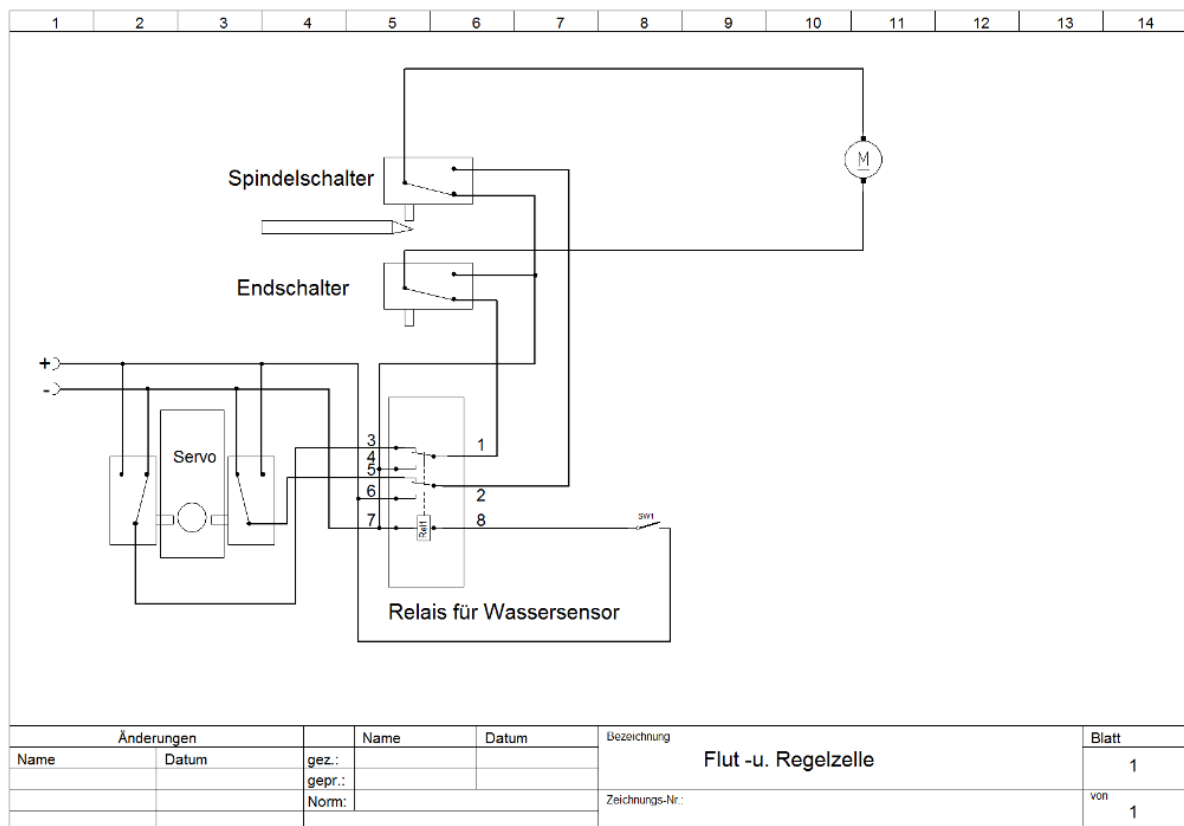 1 2 3 4 5 6 7 8 9 10 11 12 13 14
M
Spindelschalter
Endschalter
+
-
Servo
3
4
5
6
7
1
2
8
Rel1
SW1
Relais für Wassersensor
Änderungen
Name Datum
Name Datum
gez.:
gepr.:
Norm:
Bezeichnung
Flut -u. Regelzelle
Zeichnungs-Nr.:
Blatt
1
von
1